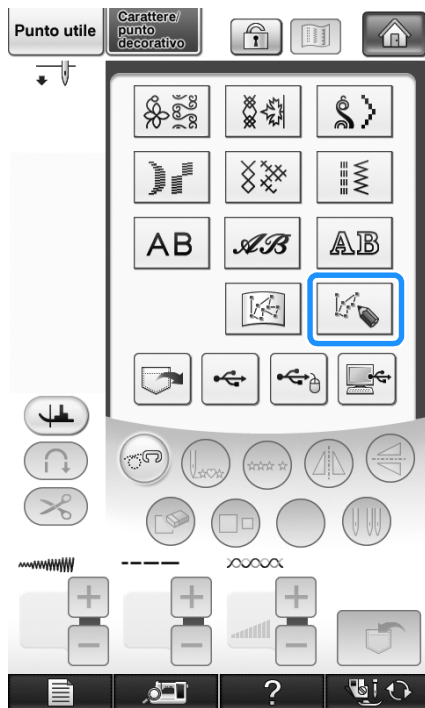 Punto utile
Carattere/
punto
decorativo
AB
AB
AB
?